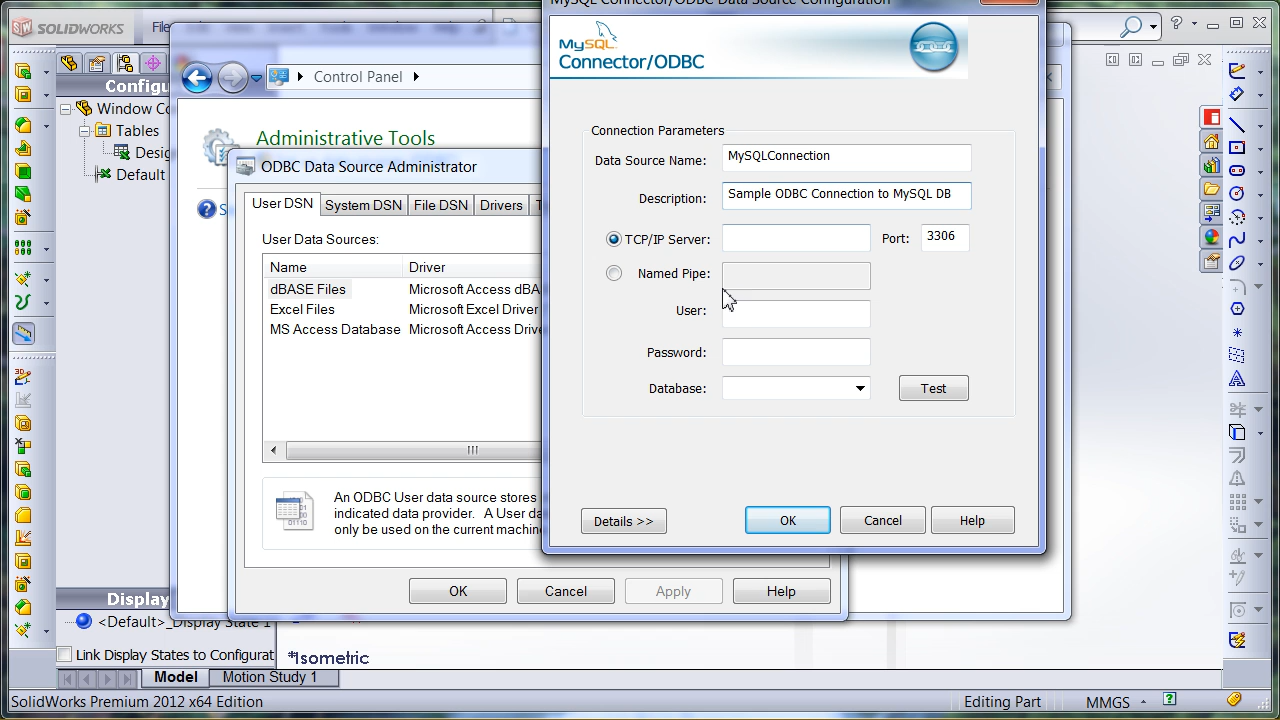 MySQL Connector/ODBC Data Source Configuration
SOLIDWORKS
MySQL
Connector/ODBC
Control Panel
Configu
Administrative Tools
Window Co
Tables
Desig
Default
ODBC Data Source Administrator
User DSN
System DSN
File DSN
Drivers
User Data Sources:
Name
Driver
dBASE Files
Microsoft Access dBA
Excel Files
Microsoft Excel Driver
MS Access Database
Microsoft Access Drive
An ODBC User data source stores
indicated data provider. A User da
only be used on the current machin
OK
Cancel
Apply
Help
Connection Parameters
Data Source Name:
MySQLConnection
Description:
Sample ODBC Connection to MySQL DB
TCP/IP Server:
Port:
3306
Named Pipe:
User:
Password:
Database:
Test
Details >>
OK
Cancel
Help
Display
<Default>_Display State 1
Link Display States to Configurat
*Isometric
Model
Motion Study 1
SolidWorks Premium 2012 x64 Edition
Editing Part
MMGS